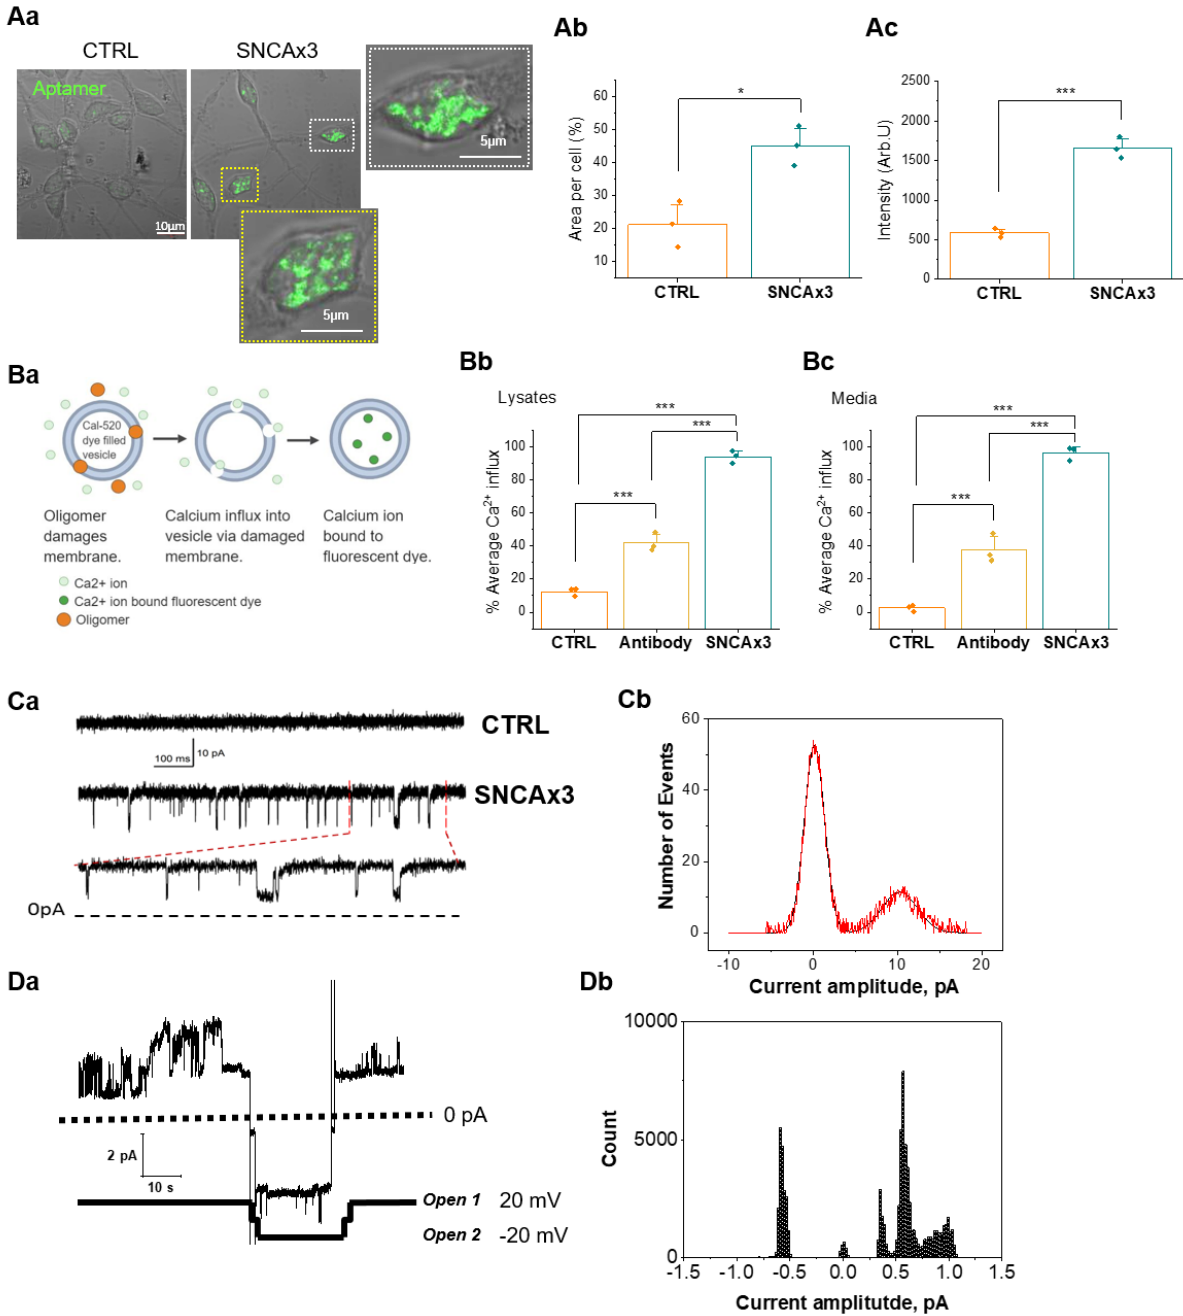 Aa
CTRL
SNCAx3
Aptamer
10µm
5µm
5µm
Ab
Area per cell (%)
60
50
40
30
20
10
*
CTRL
SNCAx3
Ac
Intensity (Arb.U)
2500
2000
1500
1000
500
0
***
CTRL
SNCAx3
Ba
Cal-520
dye filled
vesicle
Oligomer
damages
membrane.
Calcium influx into
vesicle via damaged
membrane.
Calcium ion
bound to
fluorescent dye.
Ca2+ ion
Ca2+ ion bound fluorescent dye
Oligomer
Bb
Lysates
% Average Ca²⁺ influx
100
80
60
40
20
0
***
***
***
CTRL
Antibody
SNCAx3
Bc
Media
% Average Ca²⁺ influx
100
80
60
40
20
0
***
***
***
CTRL
Antibody
SNCAx3
Ca
CTRL
100 ms
10 pA
SNCAx3
0pA
Cb
Number of Events
60
40
20
0
-10
0
10
20
Current amplitude, pA
Da
0 pA
2 pA
10 s
Open 1 20 mV
Open 2 -20 mV
Db
Count
10000
5000
0
-1.5
-1.0
-0.5
0.0
0.5
1.0
1.5
Current amplitutde, pA